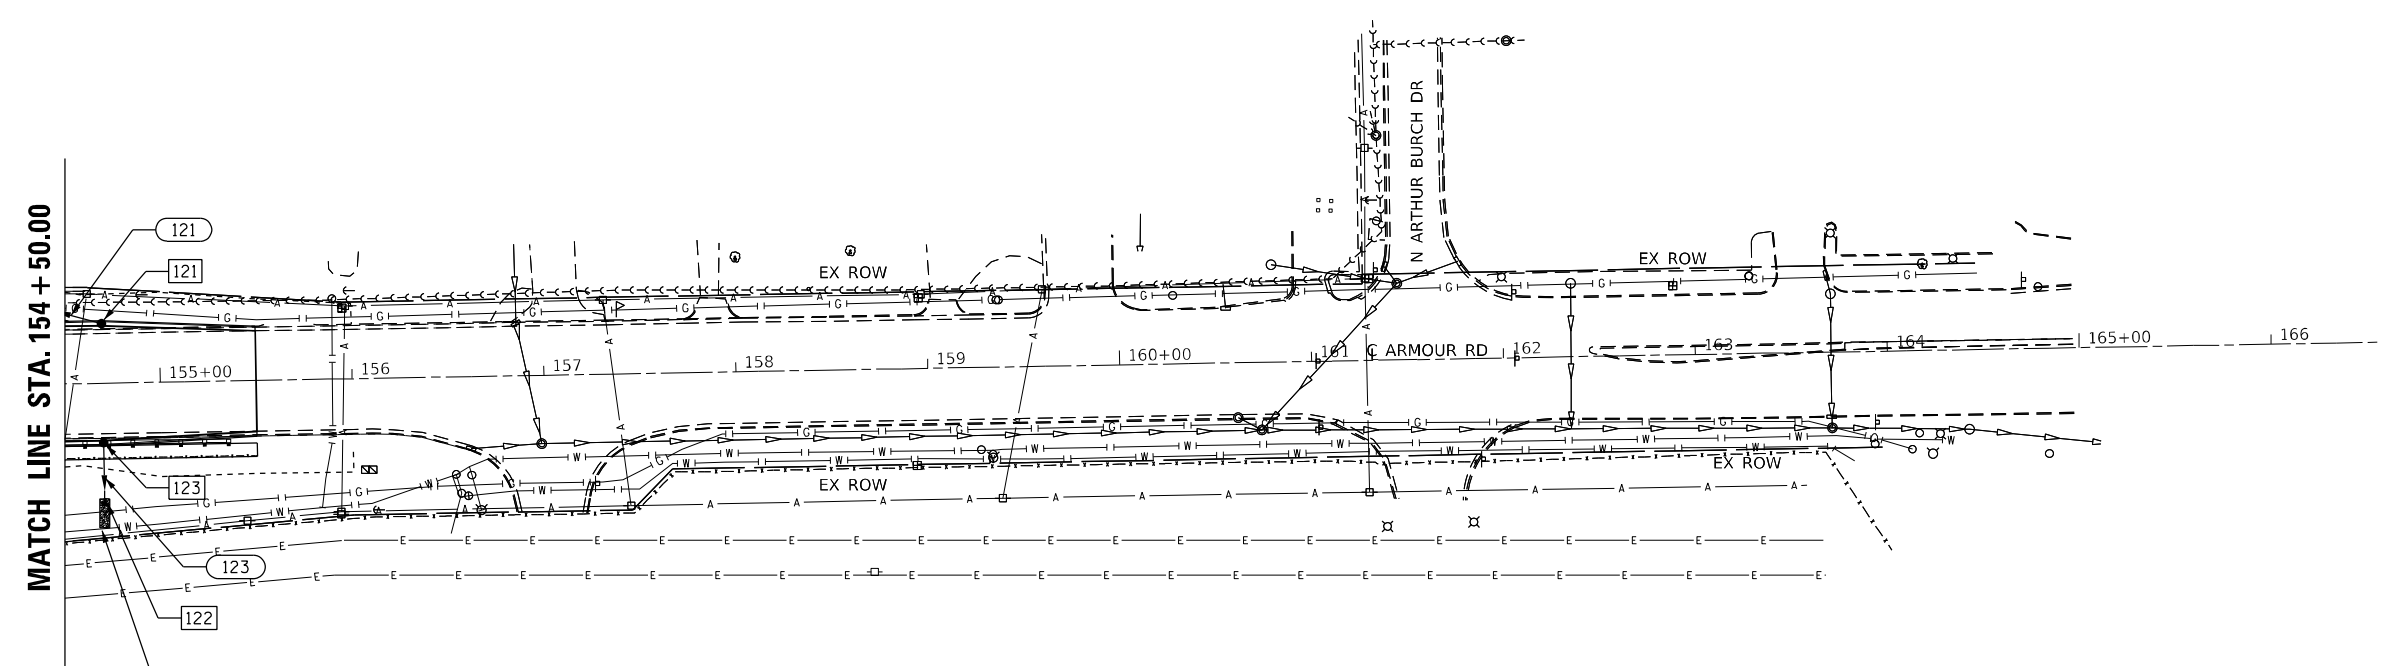 MATCH LINE STA. 154+50.00
121
121
N ARTHUR BURCH DR
EX ROW
EX ROW
155+00
156
157
158
159
160+00
161
ARMOUR RD
162
163
164
165+00
166
123
EX ROW
EX ROW
123
122